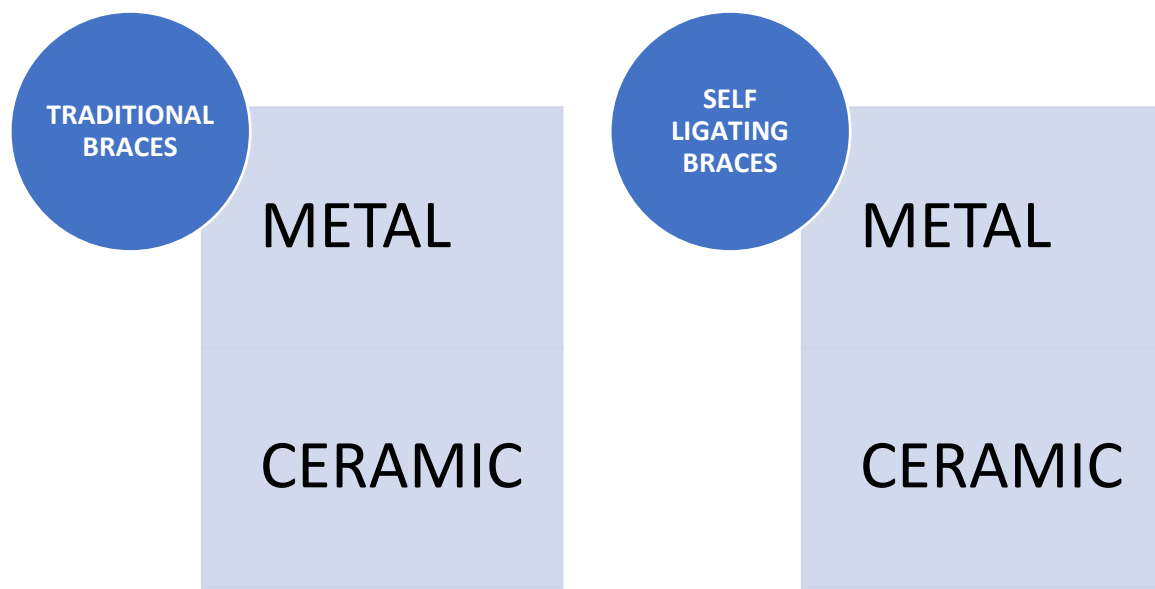 TRADITIONAL
BRACES
METAL
CERAMIC
SELF
LIGATING
BRACES
METAL
CERAMIC